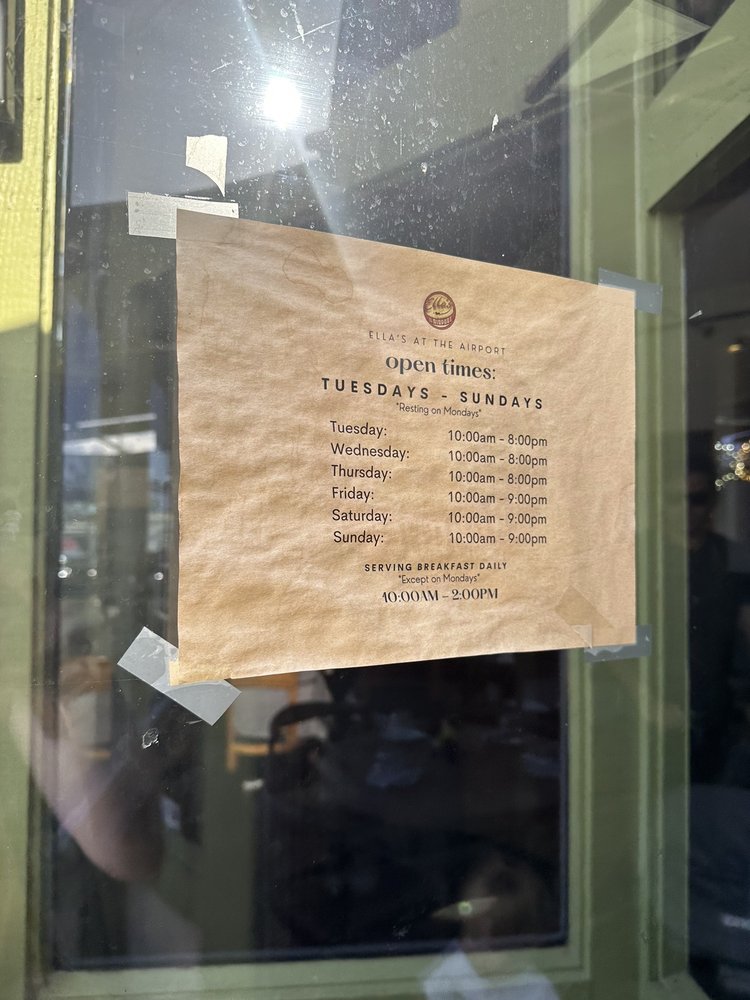 Ella's
ELLA'S AT THE AIRPORT
open times:
TUESDAYS - SUNDAYS
"Resting on Mondays"
Tuesday: 10:00am - 8:00pm
Wednesday: 10:00am - 8:00pm
Thursday: 10:00am - 8:00pm
Friday: 10:00am - 9:00pm
Saturday: 10:00am - 9:00pm
Sunday: 10:00am - 9:00pm
SERVING BREAKFAST DAILY
"Except on Mondays"
10:00AM - 2:00PM